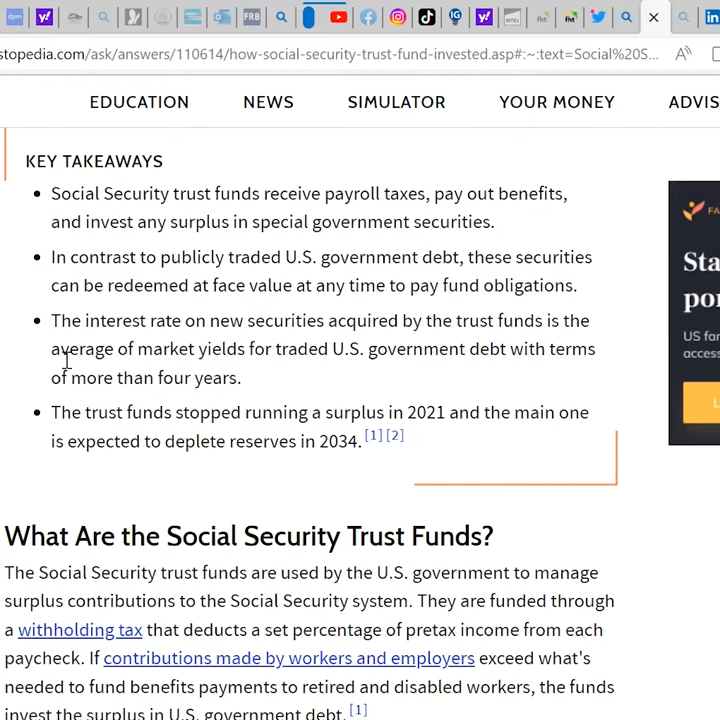 dpm
FRB
stopedia.com/ask/answers/110614/how-social-security-trust-fund-invested.asp#:~:text=Social%20S...
EDUCATION NEWS SIMULATOR YOUR MONEY ADVIS
KEY TAKEAWAYS
• Social Security trust funds receive payroll taxes, pay out benefits,
and invest any surplus in special government securities.
• In contrast to publicly traded U.S. government debt, these securities
can be redeemed at face value at any time to pay fund obligations.
• The interest rate on new securities acquired by the trust funds is the
average of market yields for traded U.S. government debt with terms
of more than four years.
• The trust funds stopped running a surplus in 2021 and the main one
is expected to deplete reserves in 2034. [1] [2]
FA
Sta
po
US far
access
L
What Are the Social Security Trust Funds?
The Social Security trust funds are used by the U.S. government to manage
surplus contributions to the Social Security system. They are funded through
a withholding tax that deducts a set percentage of pretax income from each
paycheck. If contributions made by workers and employers exceed what's
needed to fund benefits payments to retired and disabled workers, the funds
invest the surplus in U.S. government debt. [1]